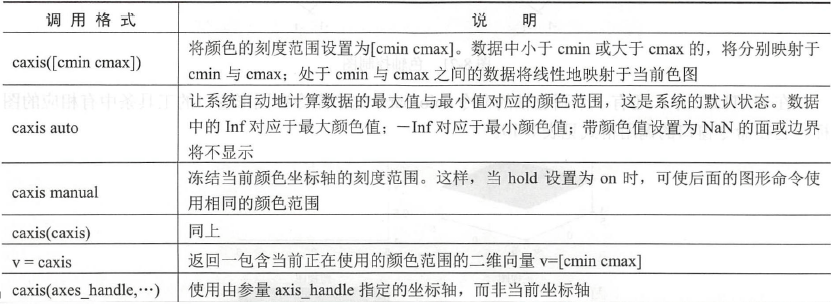 调用格式 说明
caxis([cmin cmax]) 将颜色的刻度范围设置为[cmin cmax]。数据中小于 cmin 或大于 cmax 的，将分别映射于
cmin 与 cmax；处于 cmin 与 cmax 之间的数据将线性地映射于当前色图
caxis auto 让系统自动地计算数据的最大值与最小值对应的颜色范围，这是系统的默认状态。数据
中的 Inf 对应于最大颜色值；－Inf 对应于最小颜色值；带颜色值设置为 NaN 的面或边界
将不显示
caxis manual 冻结当前颜色坐标轴的刻度范围。这样，当 hold 设置为 on 时，可使后面的图形命令使
用相同的颜色范围
caxis(caxis) 同上
v = caxis 返回一包含当前正在使用的颜色范围的二维向量 v=[cmin cmax]
caxis(axes_handle,…) 使用由参量 axis_handle 指定的坐标轴，而非当前坐标轴